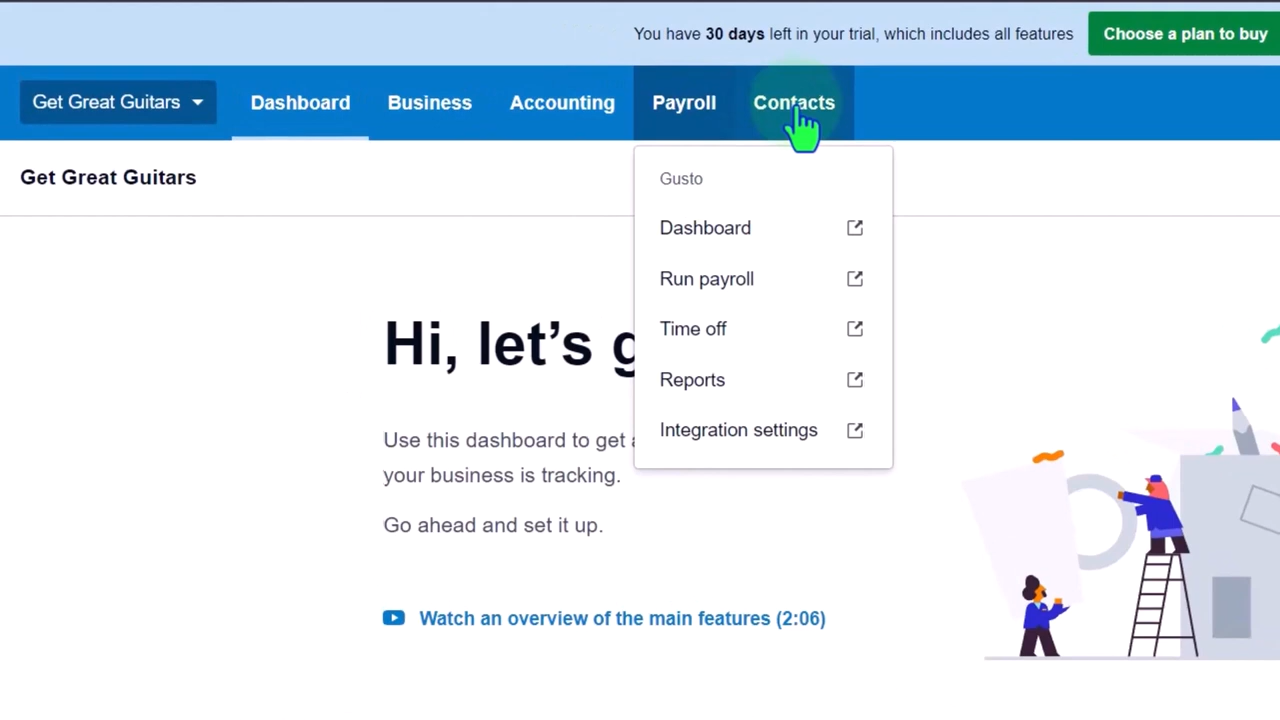 You have 30 days left in your trial, which includes all features
Choose a plan to buy
Get Great Guitars
Dashboard
Business
Accounting
Payroll
Contacts
Get Great Guitars
Gusto
Dashboard
Run payroll
Time off
Reports
Integration settings
Hi, let’s
Use this dashboard to get
your business is tracking.
Go ahead and set it up.
Watch an overview of the main features (2:06)